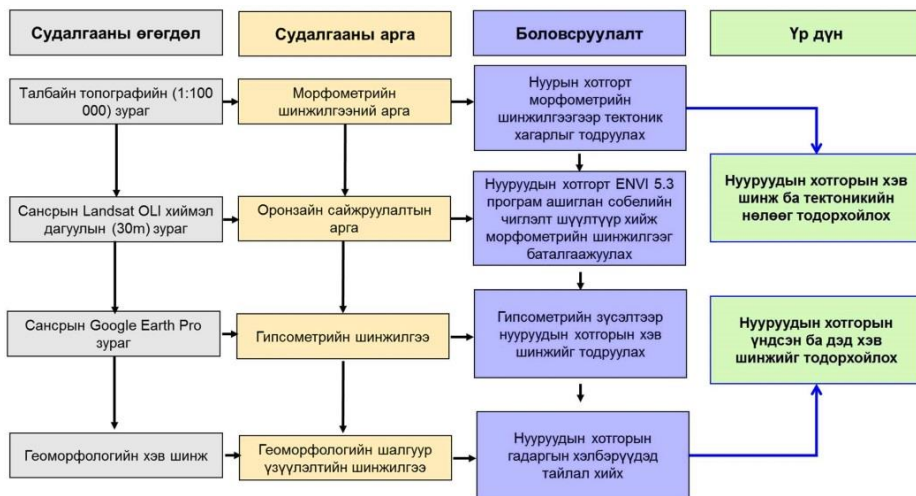 Судалгааны өгөгдөл
Судалгааны арга
Боловсруулалт
Үр дүн
Талбайн топографийн (1:100
000) зураг
Морфометрийн
шинжилгээний арга
Нуурын хотгорт
морфометрийн
шинжилгээгээр тектоник
хагарлыг тодруулах
Нууруудын хотгорын хэв
шинж ба тектоникийн
нөлөөг тодорхойлох
Сансрын Landsat OLI хиймэл
дагуулын (30m) зураг
Оронзайн сайжруулалтын
арга
Нууруудын хотгорт ENVI 5.3
програм ашиглан собелийн
чиглэлт шүүлтүүр хийж
морфометрийн шинжилгээг
баталгаажуулах
Сансрын Google Earth Pro
зураг
Гипсометрийн шинжилгээ
Гипсометрийн зүсэлтээр
нууруудын хотгорын хэв
шинжийг тодруулах
Нууруудын хотгорын
үндсэн ба дэд хэв
шинжийг тодорхойлох
Геоморфологийн хэв шинж
Геоморфологийн шалгуур
үзүүлэлтийн шинжилгээ
Нууруудын хотгорын
гадаргын хэлбэрүүдэд
тайлал хийх